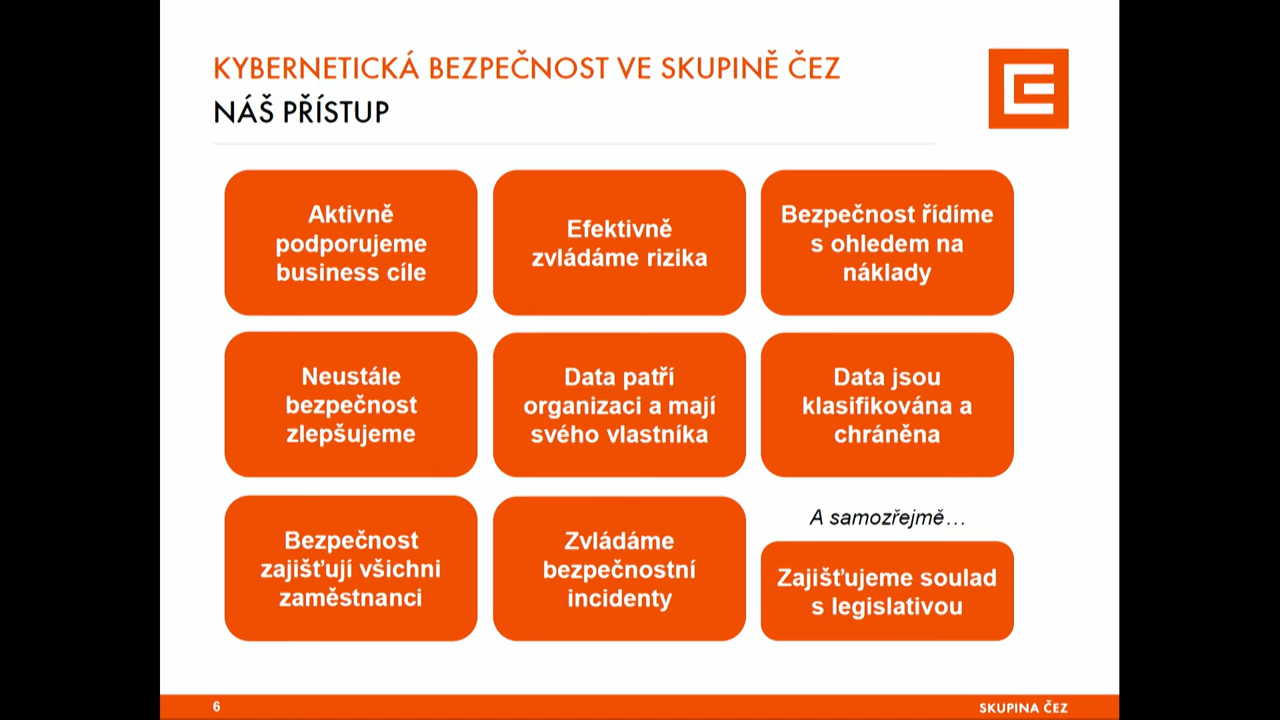 KYBERNETICKÁ BEZPEČNOST VE SKUPINĚ ČEZ
NÁŠ PŘÍSTUP
Aktivně
podporujeme
business cíle
Efektivně
zvládáme rizika
Bezpečnost řídíme
s ohledem na
náklady
Neustále
bezpečnost
zlepšujeme
Data patří
organizaci a mají
svého vlastníka
Data jsou
klasifikována a
chráněna
Bezpečnost
zajišťují všichni
zaměstnanci
Zvládáme
bezpečnostní
incidenty
A samozřejmě…
Zajišťujeme soulad
s legislativou
6
SKUPINA ČEZ